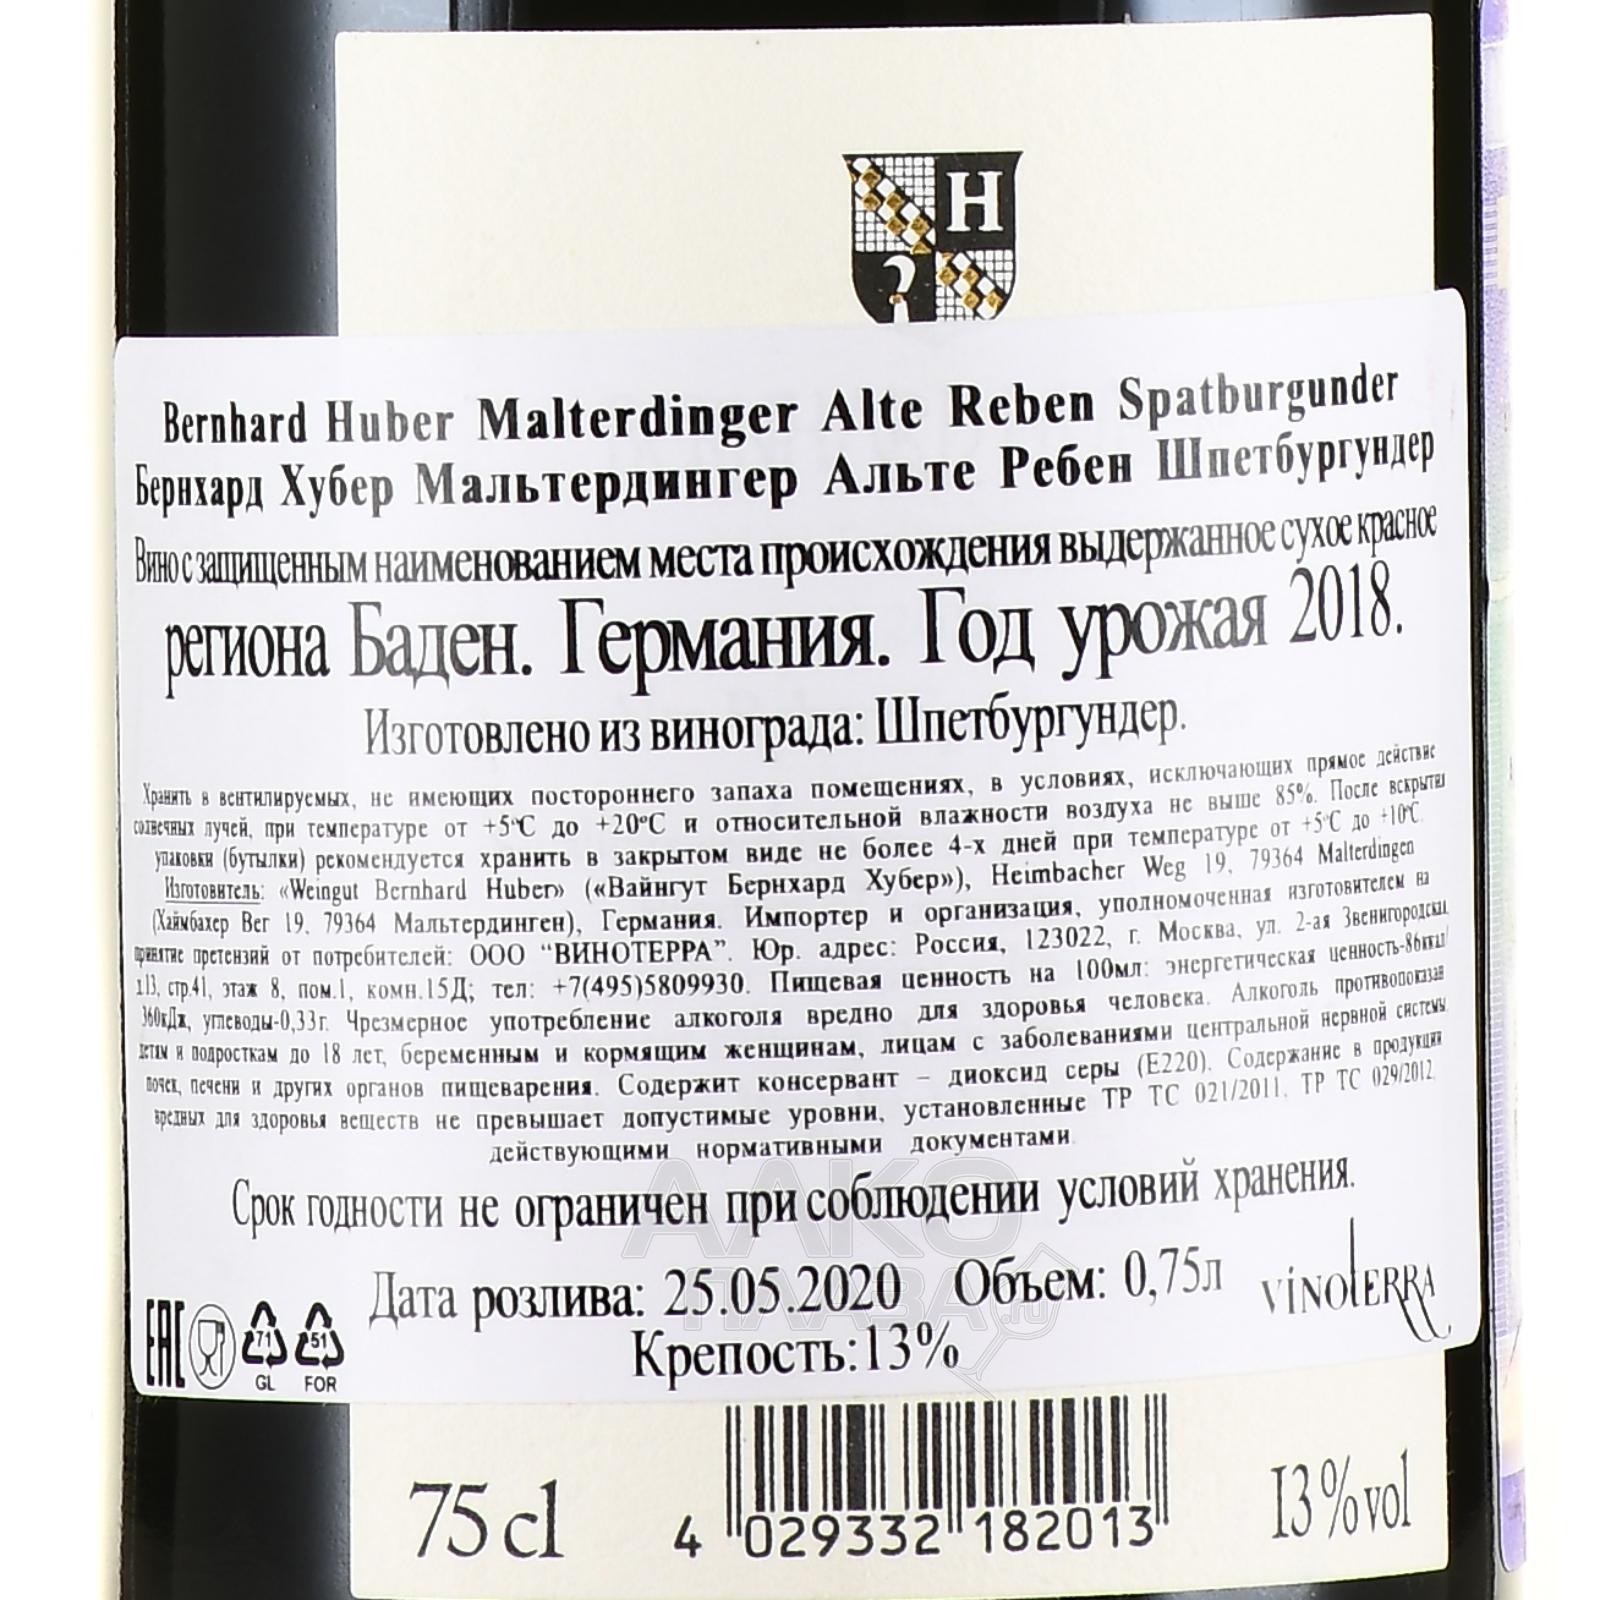 H
Bernhard Huber Malterdinger Alte Reben Spatburgunder
Бернхард Хубер Мальтердингер Альте Ребен Шпетбургундер
Вино с защищенным наименованием места происхождения выдержанное сухое красное
региона Баден. Германия. Год урожая 2018.
Изготовлено из винограда: Шпетбургундер.
Хранить в вентилируемых, не имеющих постороннего запаха помещениях, в условиях, исключающих прямое действие
солнечных лучей, при температуре от +5°C до +20°C и относительной влажности воздуха не выше 85%. После вскрытия
упаковки (бутылки) рекомендуется хранить в закрытом виде не более 4-х дней при температуре от +5°C до +10°C.
Изготовитель: «Weingut Bernhard Huber» («Вайнгут Бернхард Хубер»), Heimbacher Weg 19, 79364 Malterdingen
(Хаймбахер Вег 19, 79364 Мальтердинген), Германия. Импортер и организация, уполномоченная изготовителем на
принятие претензий от потребителей: ООО "ВИНОТЕРРА". Юр. адрес: Россия, 123022, г. Москва, ул. 2-ая Звенигородская,
д.13, стр.41, этаж 8, пом.1, комн.15Д; тел: +7(495)5809930. Пищевая ценность на 100мл: энергетическая ценность-86ккал/
360кДж, углеводы-0,33г. Чрезмерное употребление алкоголя вредно для здоровья человека. Алкоголь противопоказан
детям и подросткам до 18 лет, беременным и кормящим женщинам, лицам с заболеваниями центральной нервной системы,
почек, печени и других органов пищеварения. Содержит консервант – диоксид серы (Е220). Содержание в продукции
вредных для здоровья веществ не превышает допустимые уровни, установленные ТР ТС 021/2011, ТР ТС 029/2012,
действующими нормативными документами.
Срок годности не ограничен при соблюдении условий хранения.
Дата розлива: 25.05.2020 Объем: 0,75л
Крепость:13%
VINOTERRA
EAC
71 51
GL FOR
ААКО
ПЛАВА.ru
75 cl
4 029332 182013
13 % vol